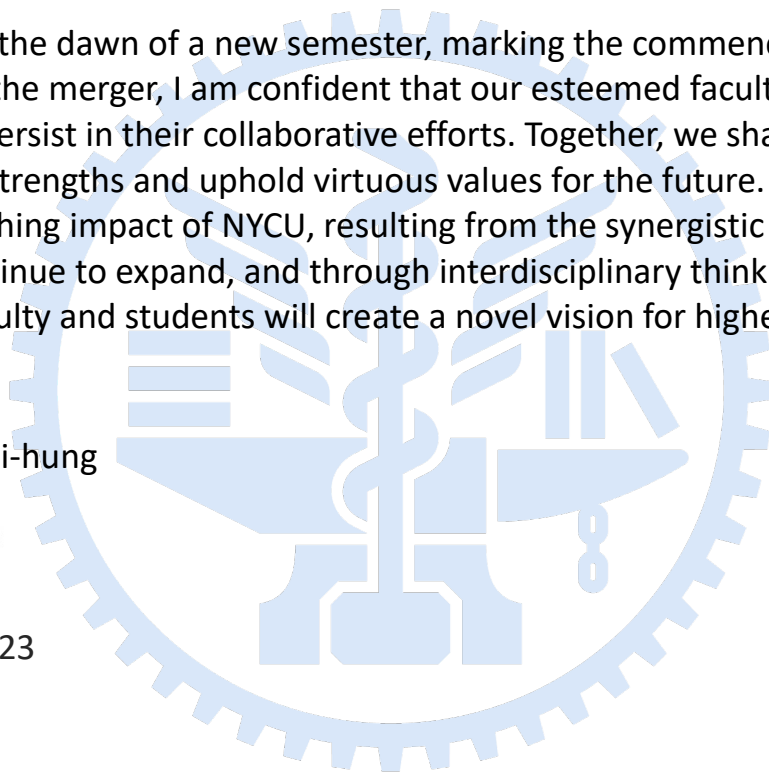 the dawn of a new semester, marking the commenc
the merger, I am confident that our esteemed facult
ersist in their collaborative efforts. Together, we sha
trengths and uphold virtuous values for the future.
hing impact of NYCU, resulting from the synergistic
tinue to expand, and through interdisciplinary think
ulty and students will create a novel vision for highe
i-hung
23